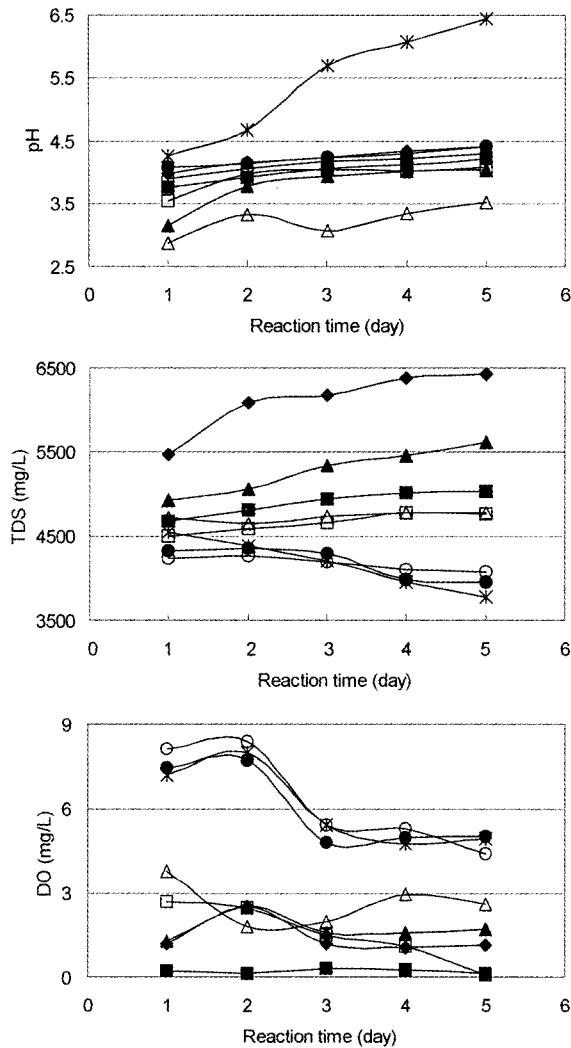 6.5
5.5
4.5
3.5
2.5
pH
0 1 2 3 4 5 6
Reaction time (day)
6500
5500
4500
3500
TDS (mg/L)
0 1 2 3 4 5 6
Reaction time (day)
9
6
3
0
DO (mg/L)
0 1 2 3 4 5 6
Reaction time (day)